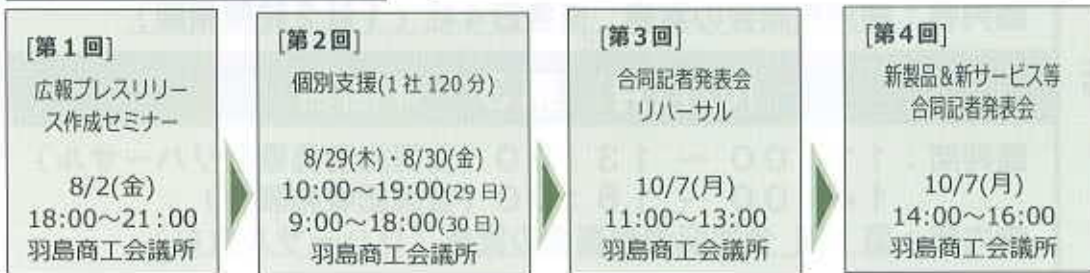 [第1回]
広報プレスリリー
ス作成セミナー
8/2(金)
18:00～21:00
羽島商工会議所
[第2回]
個別支援(1社120分)
8/29(木)・8/30(金)
10:00～19:00(29日)
9:00～18:00(30日)
羽島商工会議所
[第3回]
合同記者発表会
リハーサル
10/7(月)
11:00～13:00
羽島商工会議所
[第4回]
新製品&新サービス等
合同記者発表会
10/7(月)
14:00～16:00
羽島商工会議所